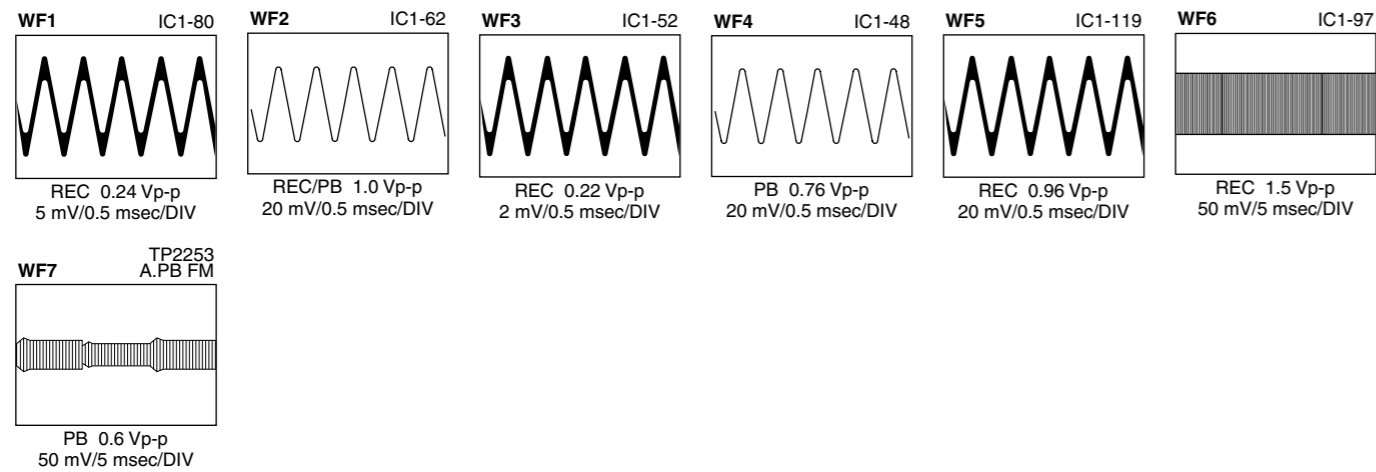 WF1 IC1-80
REC 0.24 Vp-p
5 mV/0.5 msec/DIV
WF2 IC1-62
REC/PB 1.0 Vp-p
20 mV/0.5 msec/DIV
WF3 IC1-52
REC 0.22 Vp-p
2 mV/0.5 msec/DIV
WF4 IC1-48
PB 0.76 Vp-p
20 mV/0.5 msec/DIV
WF5 IC1-119
REC 0.96 Vp-p
20 mV/0.5 msec/DIV
WF6 IC1-97
REC 1.5 Vp-p
50 mV/5 msec/DIV
TP2253
WF7 A.PB FM
PB 0.6 Vp-p
50 mV/5 msec/DIV